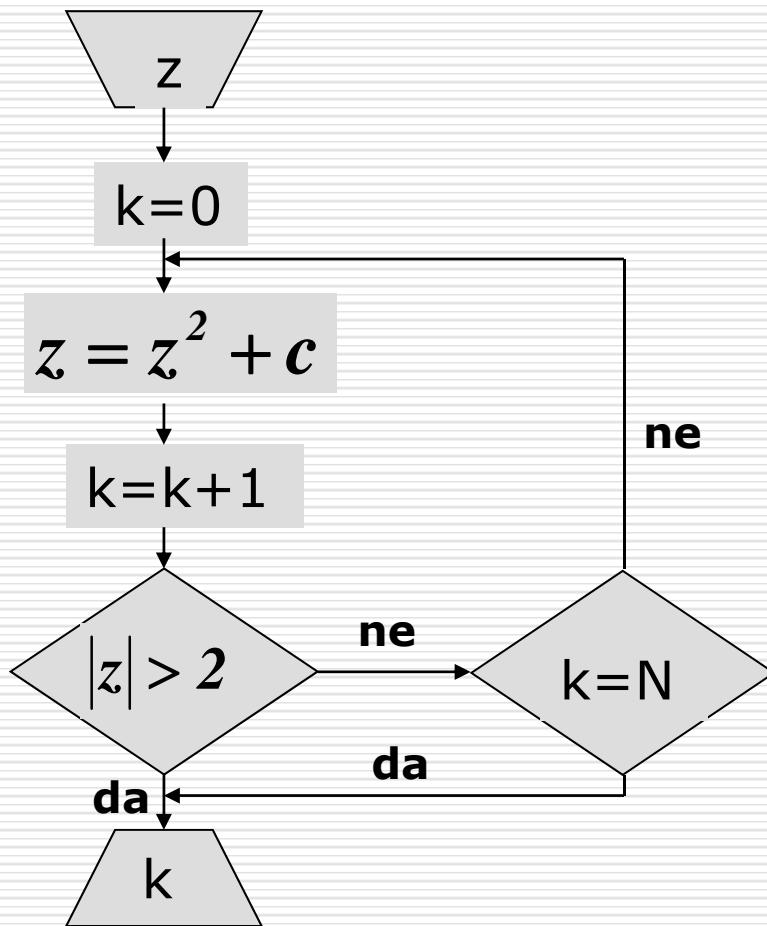 z
k=0
z = z² + c
ne
k=k+1
ne
|z| > 2
k=N
da
da
k